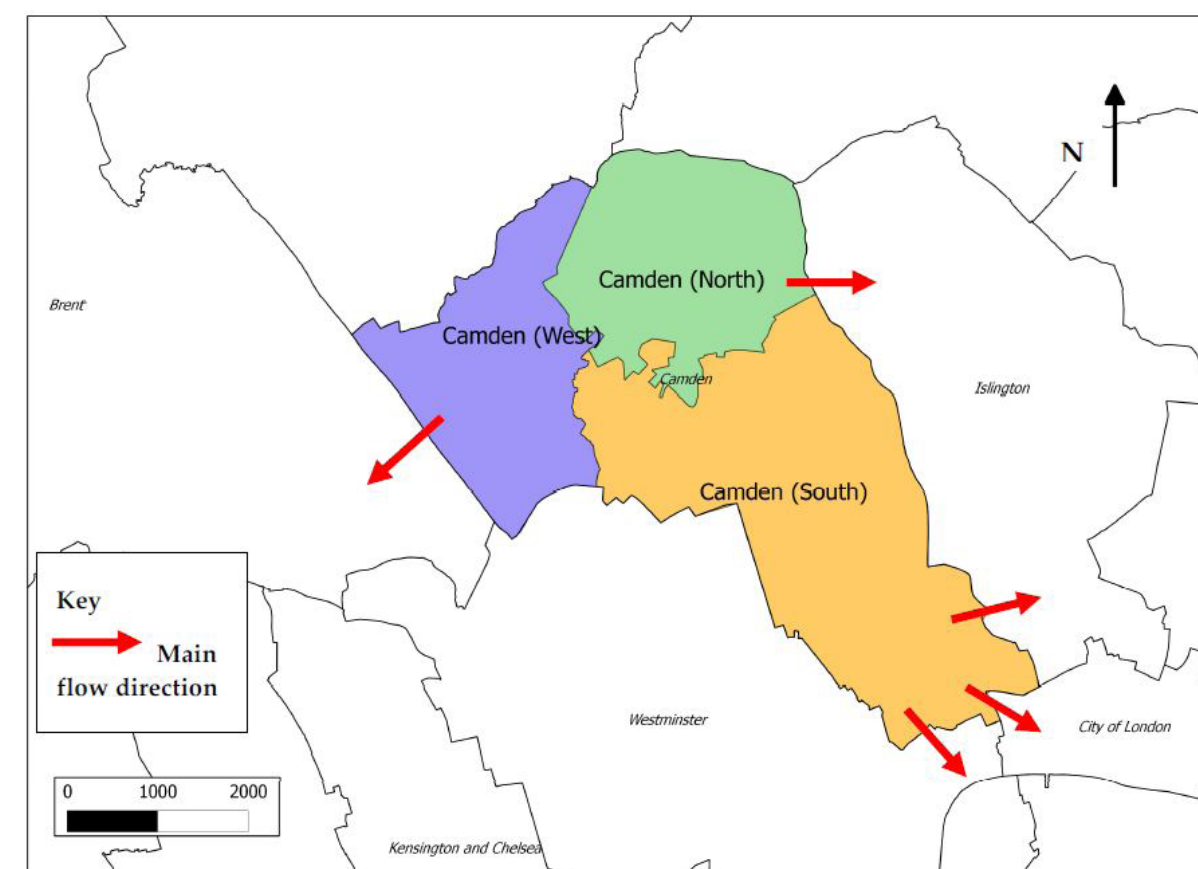 N
Camden (North)
Brent
Camden (West)
Camden
Islington
Camden (South)
Key
Main
flow direction
Westminster
City of London
0 1000 2000
Kensington and Chelsea